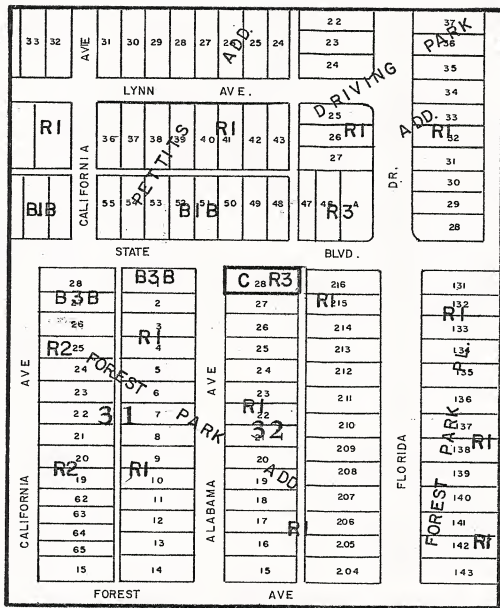 33 32 AVE 31 30 29 28 27 26 25 24 ADD. 22 37 PARK
23 36
24 35
LYNN AVE. DRIVING 34
25 ADD. 33
R1 R1 26 R1 R1 32
36 37 38 39 40 41 42 43 27 31
CALIFORNIA PETTITS DR. 30
B1B 55 54 53 52 51 50 49 48 B1B 47 46 A R3 29
28
STATE BLVD.
28 B3B 1 C 28 R3 216 131
B3B 27 2 27 R1 215 132 R1
26 3 R1 26 214 133
R2 25 4 25 213 134 PL.
AVE 24 FOREST 5 AVE 24 212 135
23 6 23 211 136
22 31 7 PARK R1 22 210 137 PARK
21 8 32 21 209 138 R1
20 9 20 ADD 208 139
R2 19 R1 10 19 207 FLORIDA FOREST 140
CALIFORNIA 62 11 ALABAMA 18 206 141
63 12 17 R1 205 142 R1
64 13 16 204 143
65 14 15
15
FOREST AVE